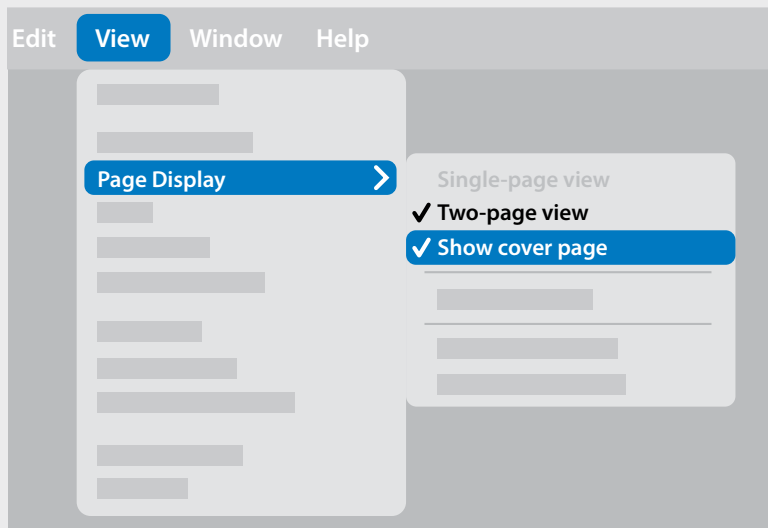 Edit View Window Help
Page Display
Single-page view
Two-page view
Show cover page